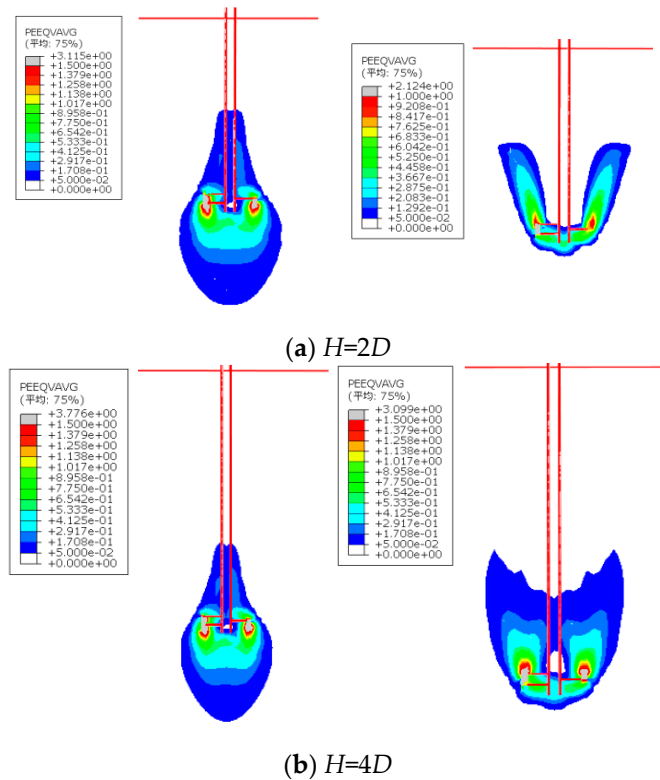 PEEQVAVG
(平均: 75%)
+3.115e+00
+1.500e+00
+1.379e+00
+1.258e+00
+1.138e+00
+1.017e+00
+8.958e-01
+7.750e-01
+6.542e-01
+5.333e-01
+4.125e-01
+2.917e-01
+1.708e-01
+5.000e-02
+0.000e+00
PEEQVAVG
(平均: 75%)
+2.124e+00
+1.000e+00
+9.208e-01
+8.417e-01
+7.625e-01
+6.833e-01
+6.042e-01
+5.250e-01
+4.458e-01
+3.667e-01
+2.875e-01
+2.083e-01
+1.292e-01
+5.000e-02
+0.000e+00
(a) H=2D
PEEQVAVG
(平均: 75%)
+3.776e+00
+1.500e+00
+1.379e+00
+1.258e+00
+1.138e+00
+1.017e+00
+8.958e-01
+7.750e-01
+6.542e-01
+5.333e-01
+4.125e-01
+2.917e-01
+1.708e-01
+5.000e-02
+0.000e+00
PEEQVAVG
(平均: 75%)
+3.099e+00
+1.500e+00
+1.379e+00
+1.258e+00
+1.138e+00
+1.017e+00
+8.958e-01
+7.750e-01
+6.542e-01
+5.333e-01
+4.125e-01
+2.917e-01
+1.708e-01
+5.000e-02
+0.000e+00
(b) H=4D